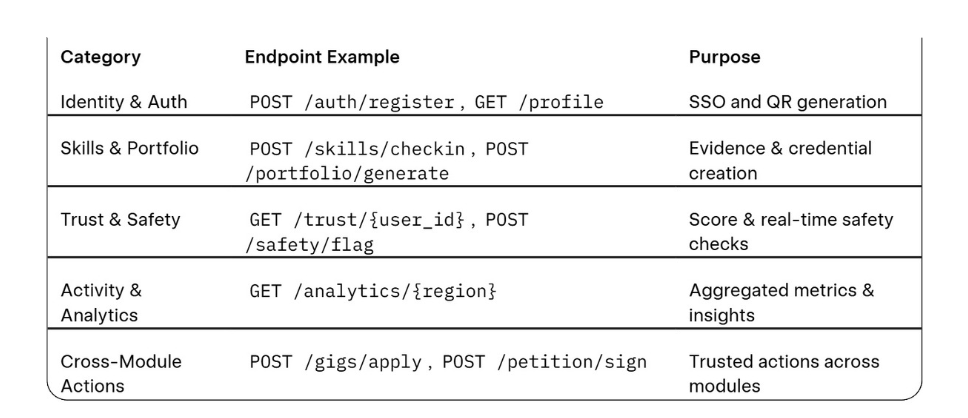 Category Endpoint Example Purpose
Identity & Auth POST /auth/register, GET /profile SSO and QR generation
Skills & Portfolio POST /skills/checkin, POST Evidence & credential
/portfolio/generate creation
Trust & Safety GET /trust/{user_id}, POST Score & real-time safety
/safety/flag checks
Activity & GET /analytics/{region} Aggregated metrics &
Analytics insights
Cross-Module POST /gigs/apply, POST /petition/sign Trusted actions across
Actions modules